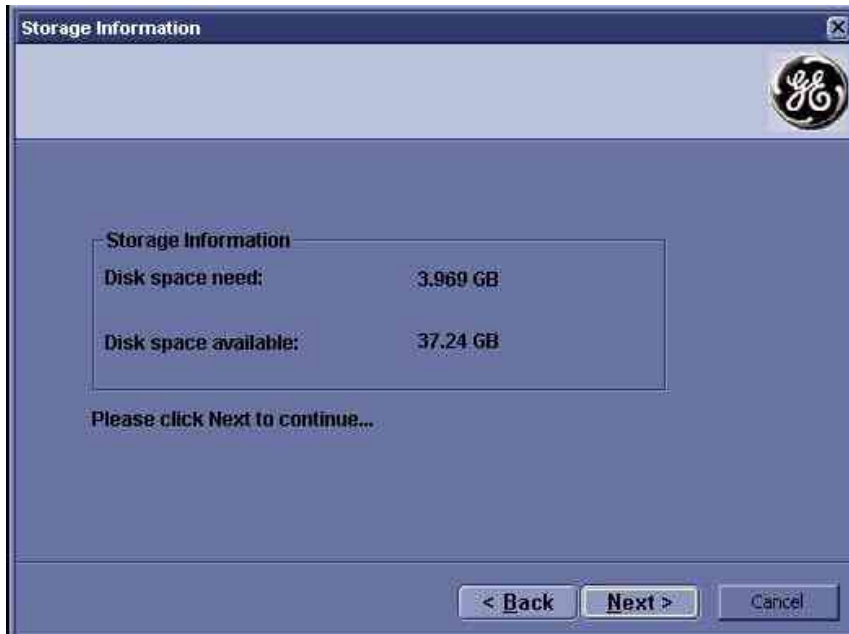 Storage Information
GE
Storage Information
Disk space need: 3.969 GB
Disk space available: 37.24 GB
Please click Next to continue...
< Back Next > Cancel